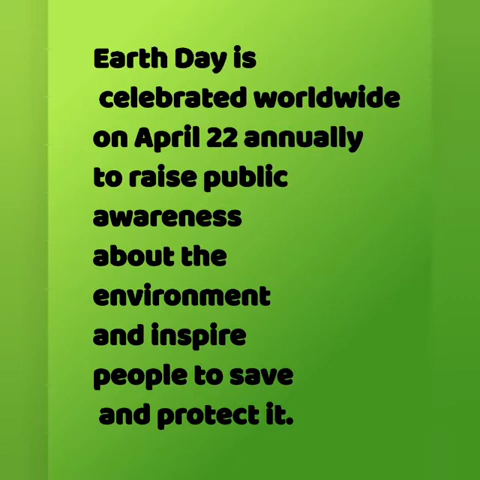 Earth Day is
celebrated worldwide
on April 22 annually
to raise public
awareness
about the
environment
and inspire
people to save
and protect it.